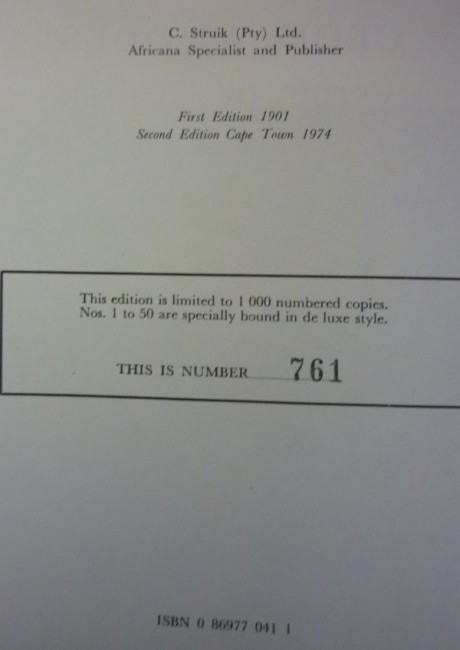 C. Struik (Pty) Ltd.
Africana Specialist and Publisher
First Edition 1901
Second Edition Cape Town 1974
This edition is limited to 1 000 numbered copies.
Nos. 1 to 50 are specially bound in de luxe style.
THIS IS NUMBER 761
ISBN 0 86977 041 1